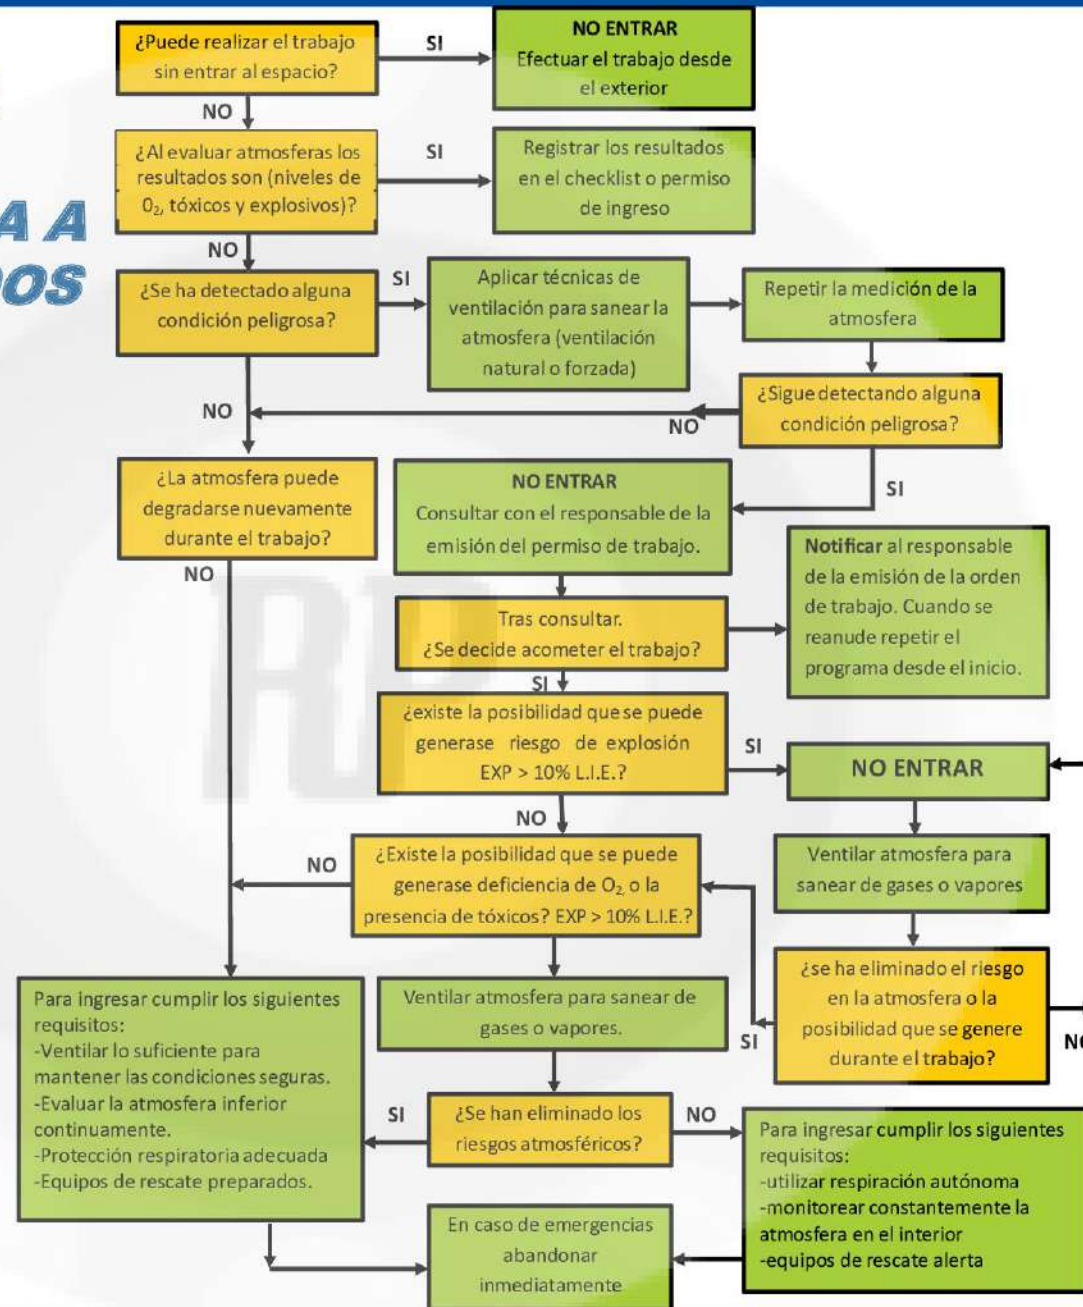 ¿Puede realizar el trabajo
sin entrar al espacio?
SI
NO ENTRAR
Efectuar el trabajo desde
el exterior
NO
¿Al evaluar atmosferas los
resultados son (niveles de
O₂, tóxicos y explosivos)?
SI
Registrar los resultados
en el checklist o permiso
de ingreso
A A
DOS
NO
¿Se ha detectado alguna
condición peligrosa?
SI
Aplicar técnicas de
ventilación para sanear la
atmosfera (ventilación
natural o forzada)
Repetir la medición de la
atmosfera
NO
¿Sigue detectando alguna
condición peligrosa?
NO
SI
¿La atmosfera puede
degradarse nuevamente
durante el trabajo?
NO
NO ENTRAR
Consultar con el responsable de la
emisión del permiso de trabajo.
Notificar al responsable
de la emisión de la orden
de trabajo. Cuando se
reanude repetir el
programa desde el inicio.
Tras consultar.
¿Se decide acometer el trabajo?
SI
¿existe la posibilidad que se puede
generase riesgo de explosión
EXP > 10% L.I.E.?
SI
NO ENTRAR
NO
NO
¿Existe la posibilidad que se puede
generase deficiencia de O₂ o la
presencia de tóxicos? EXP > 10% L.I.E.?
Ventilar atmosfera para
sanear de gases o vapores
¿se ha eliminado el riesgo
en la atmosfera o la
posibilidad que se genere
durante el trabajo?
SI
NO
Ventilar atmosfera para sanear de
gases o vapores.
Para ingresar cumplir los siguientes
requisitos:
-Ventilar lo suficiente para
mantener las condiciones seguras.
-Evaluar la atmosfera inferior
continuamente.
-Protección respiratoria adecuada
-Equipos de rescate preparados.
SI
¿Se han eliminado los
riesgos atmosféricos?
NO
Para ingresar cumplir los siguientes
requisitos:
-utilizar respiración autónoma
-monitorear constantemente la
atmosfera en el interior
-equipos de rescate alerta
En caso de emergencias
abandonar
inmediatamente